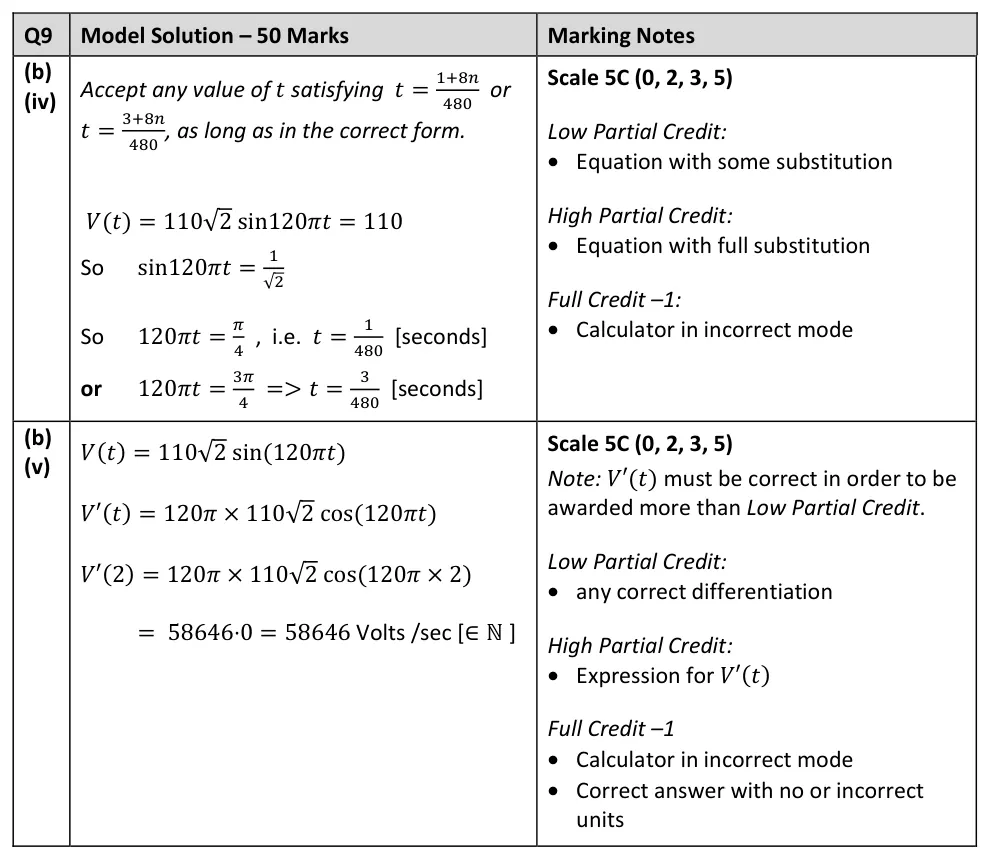 Q9 Model Solution – 50 Marks Marking Notes
(b)
(iv)
Accept any value of t satisfying t = 1+8n/480 or
t = 3+8n/480, as long as in the correct form.
V(t) = 110√2 sin120πt = 110
So sin120πt = 1/√2
So 120πt = π/4 , i.e. t = 1/480 [seconds]
or 120πt = 3π/4 => t = 3/480 [seconds]
Scale 5C (0, 2, 3, 5)
Low Partial Credit:
• Equation with some substitution
High Partial Credit:
• Equation with full substitution
Full Credit –1:
• Calculator in incorrect mode
(b)
(v)
V(t) = 110√2 sin(120πt)
V′(t) = 120π × 110√2 cos(120πt)
V′(2) = 120π × 110√2 cos(120π × 2)
= 58646·0 = 58646 Volts /sec [∈ ℕ ]
Scale 5C (0, 2, 3, 5)
Note: V′(t) must be correct in order to be
awarded more than Low Partial Credit.
Low Partial Credit:
• any correct differentiation
High Partial Credit:
• Expression for V′(t)
Full Credit –1
• Calculator in incorrect mode
• Correct answer with no or incorrect
units